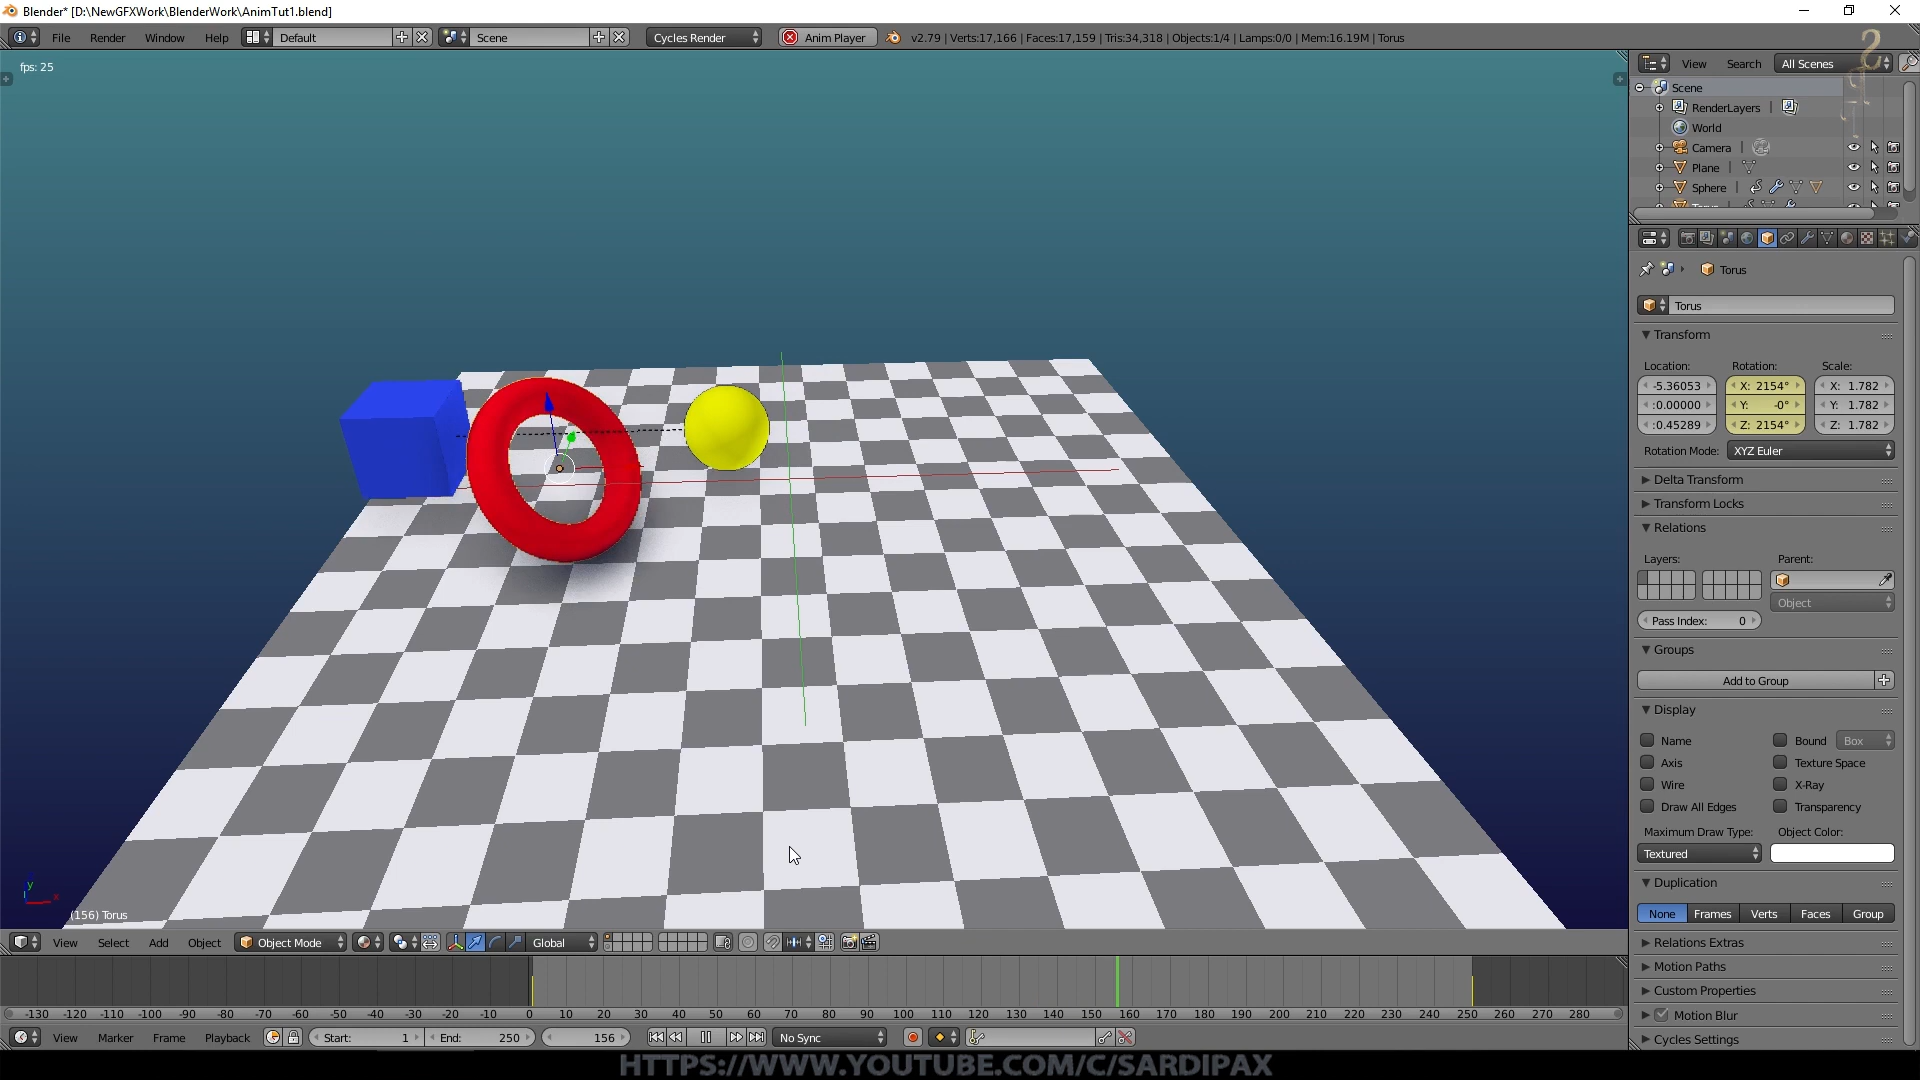 Blender* [D:\NewGFXWork\BlenderWork\AnimTut1.blend]
File Render Window Help Default Scene Cycles Render Anim Player v2.79 | Verts:17,166 | Faces:17,159 | Tris:34,318 | Objects:1/4 | Lamps:0/0 | Mem:16.19M | Torus
fps: 25
View Search All Scenes
Scene
RenderLayers
World
Camera
Plane
Sphere
Torus
Torus
Transform
Location: Rotation: Scale:
-5.36053 X: 2154° X: 1.782
:0.00000 Y: -0° Y: 1.782
:0.45289 Z: 2154° Z: 1.782
Rotation Mode: XYZ Euler
Delta Transform
Transform Locks
Relations
Layers: Parent:
Object
Pass Index: 0
Groups
Add to Group
Display
Name Bound Box
Axis Texture Space
Wire X-Ray
Draw All Edges Transparency
Maximum Draw Type: Object Color:
Textured
Duplication
None Frames Verts Faces Group
Relations Extras
Motion Paths
Custom Properties
Motion Blur
Cycles Settings
y
x
(156) Torus
View Select Add Object Object Mode Global
-130 -120 -110 -100 -90 -80 -70 -60 -50 -40 -30 -20 -10 0 10 20 30 40 50 60 70 80 90 100 110 120 130 140 150 160 170 180 190 200 210 220 230 240 250 260 270 280
View Marker Frame Playback Start: 1 End: 250 156 No Sync
HTTPS://WWW.YOUTUBE.COM/C/SARDIPAX